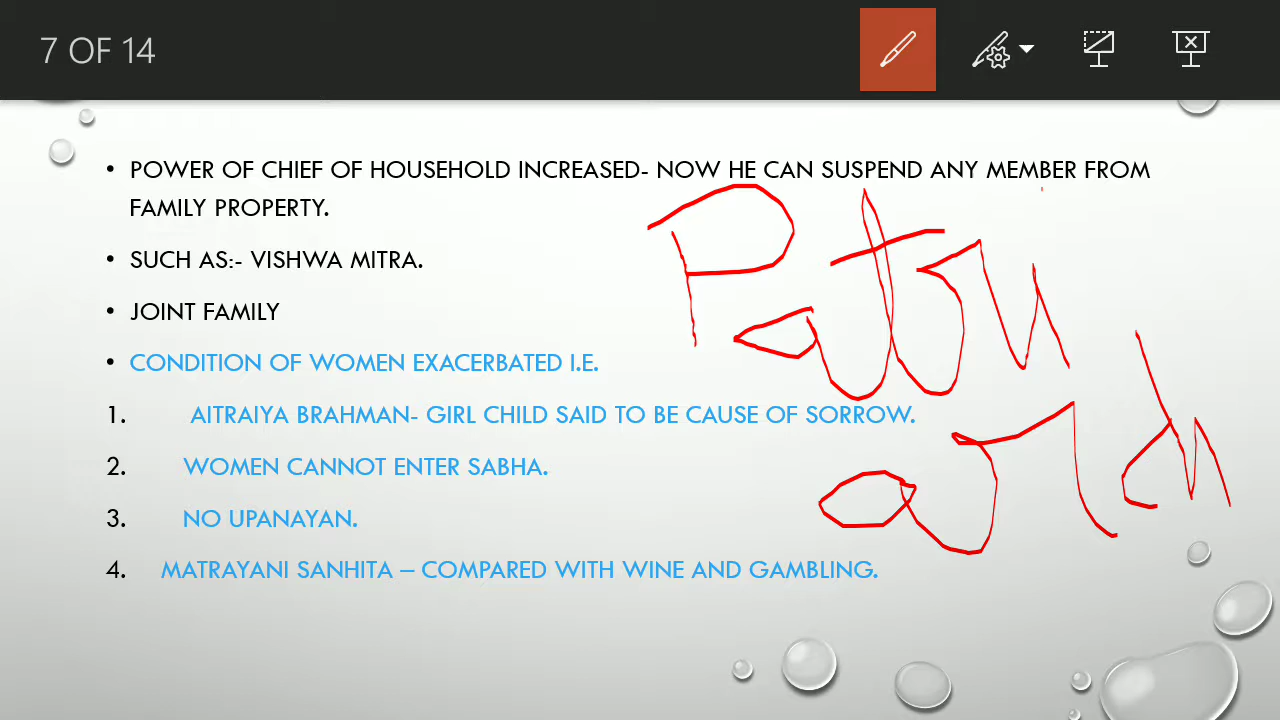 7 OF 14
• POWER OF CHIEF OF HOUSEHOLD INCREASED- NOW HE CAN SUSPEND ANY MEMBER FROM
FAMILY PROPERTY.
• SUCH AS:- VISHWA MITRA.
• JOINT FAMILY
• CONDITION OF WOMEN EXACERBATED I.E.
1. AITRAIYA BRAHMAN- GIRL CHILD SAID TO BE CAUSE OF SORROW.
2. WOMEN CANNOT ENTER SABHA.
3. NO UPANAYAN.
4. MATRAYANI SANHITA – COMPARED WITH WINE AND GAMBLING.